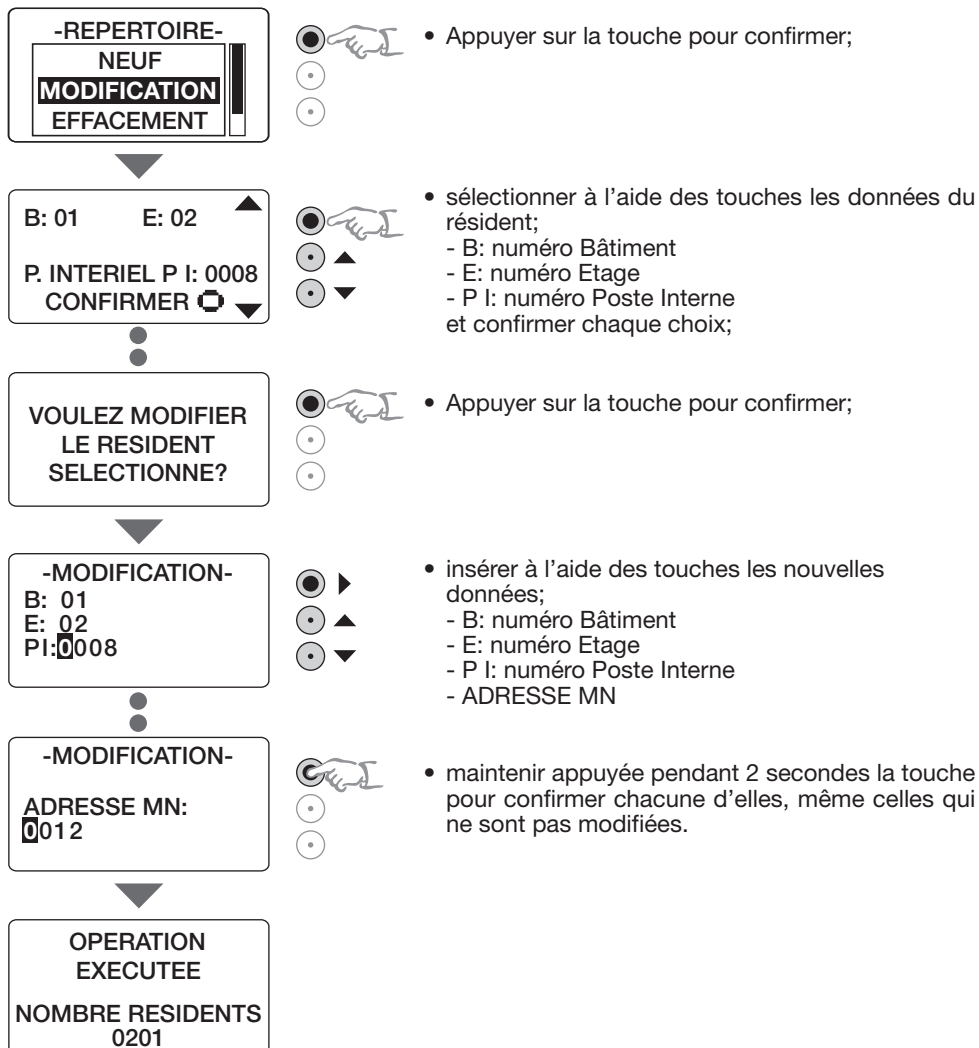 -REPERTOIRE-
NEUF
MODIFICATION
EFFACEMENT
• Appuyer sur la touche pour confirmer;
B: 01 E: 02
P. INTERIEL P I: 0008
CONFIRMER
• sélectionner à l’aide des touches les données du
résident;
- B: numéro Bâtiment
- E: numéro Etage
- P I: numéro Poste Interne
et confirmer chaque choix;
VOULEZ MODIFIER
LE RESIDENT
SELECTIONNE?
• Appuyer sur la touche pour confirmer;
-MODIFICATION-
B: 01
E: 02
PI:0008
• insérer à l’aide des touches les nouvelles
données;
- B: numéro Bâtiment
- E: numéro Etage
- P I: numéro Poste Interne
- ADRESSE MN
-MODIFICATION-
ADRESSE MN:
0012
• maintenir appuyée pendant 2 secondes la touche
pour confirmer chacune d’elles, même celles qui
ne sont pas modifiées.
OPERATION
EXECUTEE
NOMBRE RESIDENTS
0201